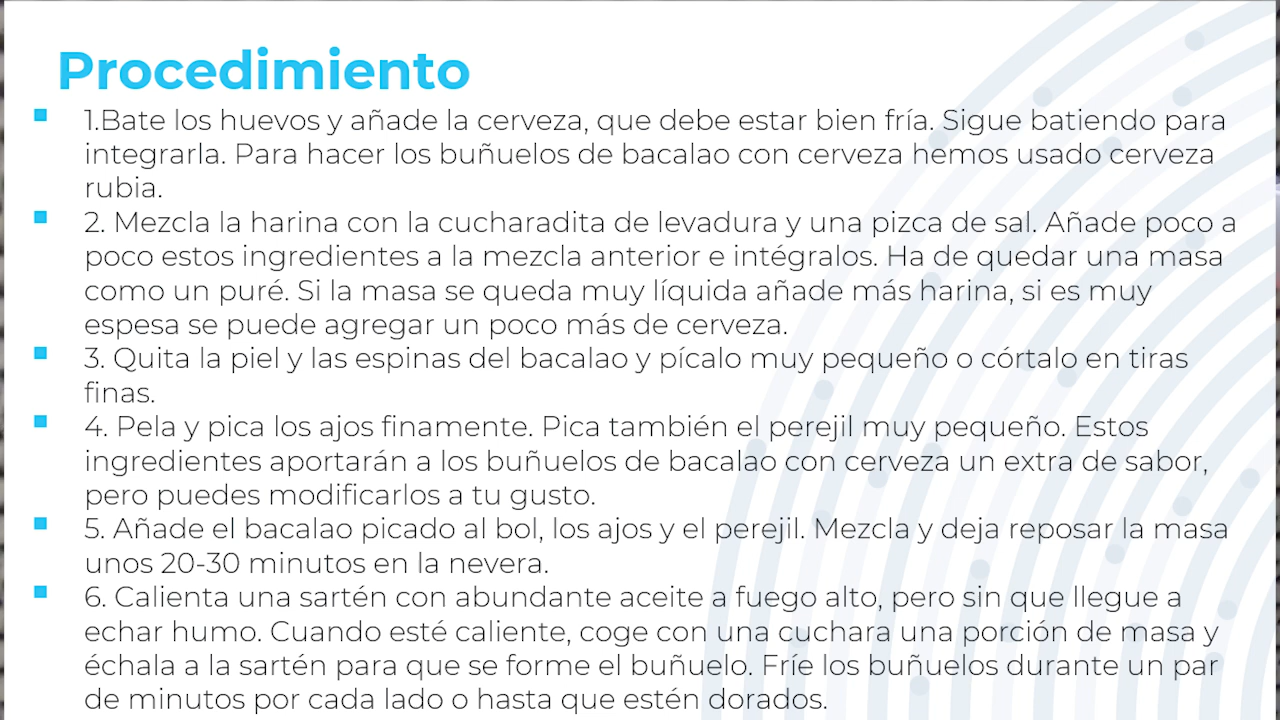 Procedimiento
1.Bate los huevos y añade la cerveza, que debe estar bien fría. Sigue batiendo para
integrarla. Para hacer los buñuelos de bacalao con cerveza hemos usado cerveza
rubia.
2. Mezcla la harina con la cucharadita de levadura y una pizca de sal. Añade poco a
poco estos ingredientes a la mezcla anterior e intégralos. Ha de quedar una masa
como un puré. Si la masa se queda muy líquida añade más harina, si es muy
espesa se puede agregar un poco más de cerveza.
3. Quita la piel y las espinas del bacalao y pícalo muy pequeño o córtalo en tiras
finas.
4. Pela y pica los ajos finamente. Pica también el perejil muy pequeño. Estos
ingredientes aportarán a los buñuelos de bacalao con cerveza un extra de sabor,
pero puedes modificarlos a tu gusto.
5. Añade el bacalao picado al bol, los ajos y el perejil. Mezcla y deja reposar la masa
unos 20-30 minutos en la nevera.
6. Calienta una sartén con abundante aceite a fuego alto, pero sin que llegue a
echar humo. Cuando esté caliente, coge con una cuchara una porción de masa y
échala a la sartén para que se forme el buñuelo. Fríe los buñuelos durante un par
de minutos por cada lado o hasta que estén dorados.